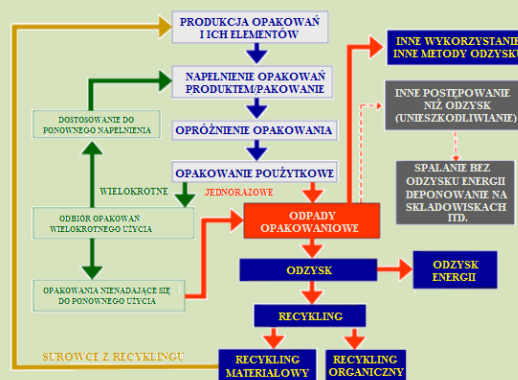 PRODUKCJA OPAKOWAŃ
I ICH ELEMENTÓW
INNE WYKORZYSTANIE
INNE METODY ODZYSKU
NAPEŁNIENIE OPAKOWAŃ
PRODUKTEM/PAKOWANIE
INNE POSTĘPOWANIE
NIŻ ODZYSK
(UNIESZKODLIWIANIE)
DOSTOSOWANIE DO
PONOWNEGO NAPEŁNIENIA
OPRÓŻNIENIE OPAKOWANIA
OPAKOWANIE POUŻYTKOWE
SPALANIE BEZ
ODZYSKU ENERGII
DEPONOWANIE NA
SKŁADOWISKACH
ITD.
WIELOKROTNE
JEDNORAZOWE
ODBIÓR OPAKOWAŃ
WIELOKROTNEGO UŻYCIA
ODPADY
OPAKOWANIOWE
ODZYSK
ODZYSK
ENERGII
OPAKOWANIA NIENADAJĄCE SIĘ
DO PONOWNEGO UŻYCIA
RECYKLING
SUROWCE Z RECYKLINGU
RECYKLING
MATERIAŁOWY
RECYKLING
ORGANICZNY